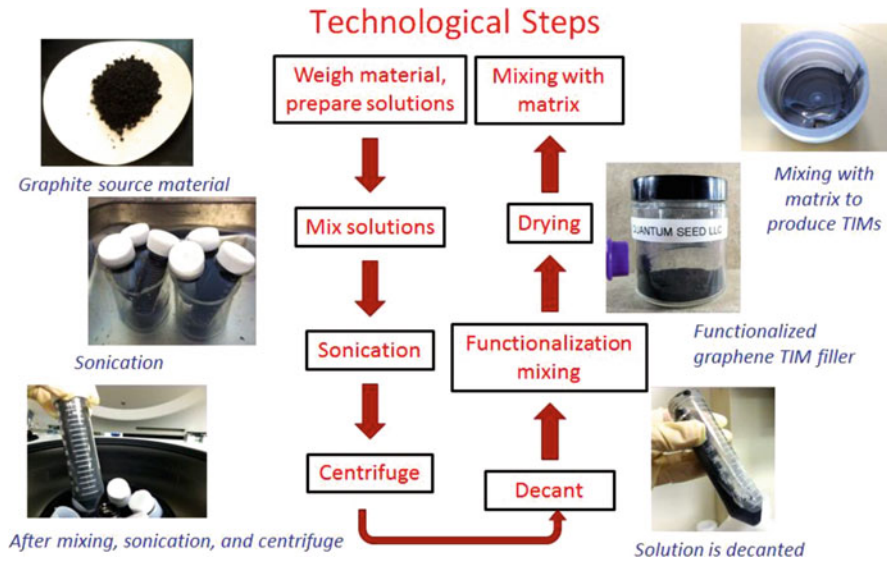 Technological Steps
Weigh material,
prepare solutions
Mixing with
matrix
Graphite source material
Mixing with
matrix to
produce TIMs
Mix solutions
Drying
QUANTUM SEED LLC
Sonication
Sonication
Functionalization
mixing
Functionalized
graphene TIM filler
Centrifuge
Decant
After mixing, sonication, and centrifuge
Solution is decanted